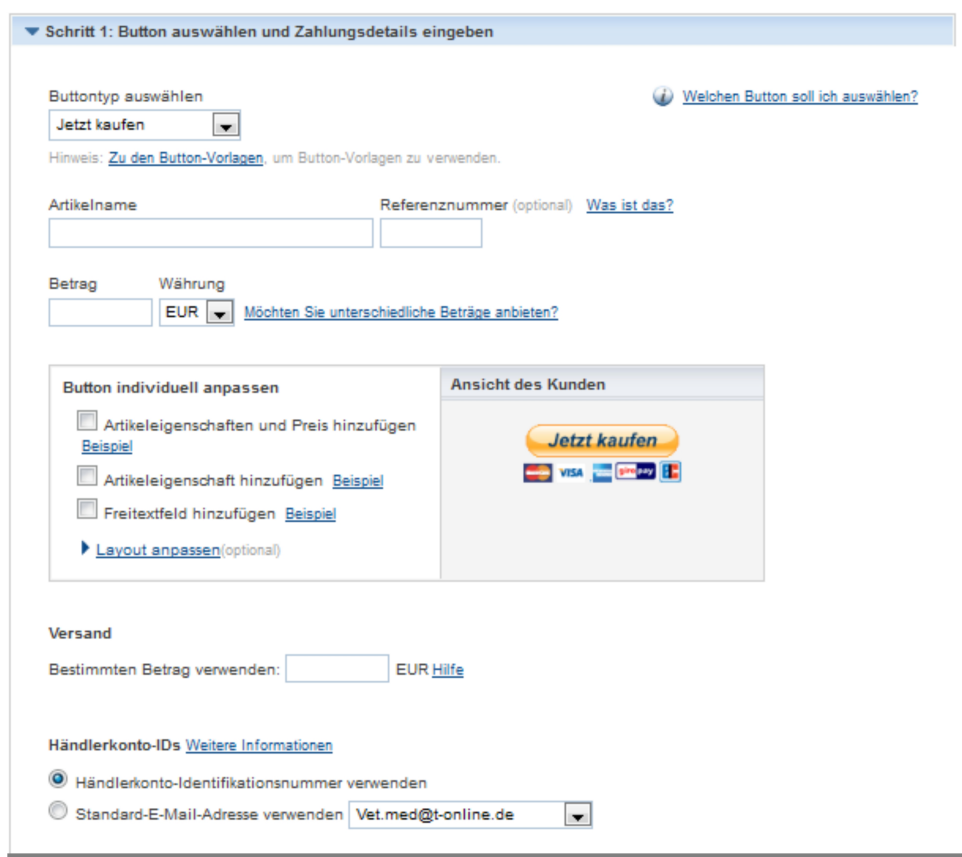 Schritt 1: Button auswählen und Zahlungsdetails eingeben
Buttontyp auswählen
Welchen Button soll ich auswählen?
Jetzt kaufen
Hinweis: Zu den Button-Vorlagen, um Button-Vorlagen zu verwenden.
Artikelname Referenznummer (optional) Was ist das?
Betrag Währung
EUR Möchten Sie unterschiedliche Beträge anbieten?
Button individuell anpassen
Artikeleigenschaften und Preis hinzufügen
Beispiel
Artikeleigenschaft hinzufügen Beispiel
Freitextfeld hinzufügen Beispiel
Layout anpassen(optional)
Ansicht des Kunden
Jetzt kaufen
VISA giropay
Versand
Bestimmten Betrag verwenden: EUR Hilfe
Händlerkonto-IDs Weitere Informationen
Händlerkonto-Identifikationsnummer verwenden
Standard-E-Mail-Adresse verwenden Vet.med@t-online.de